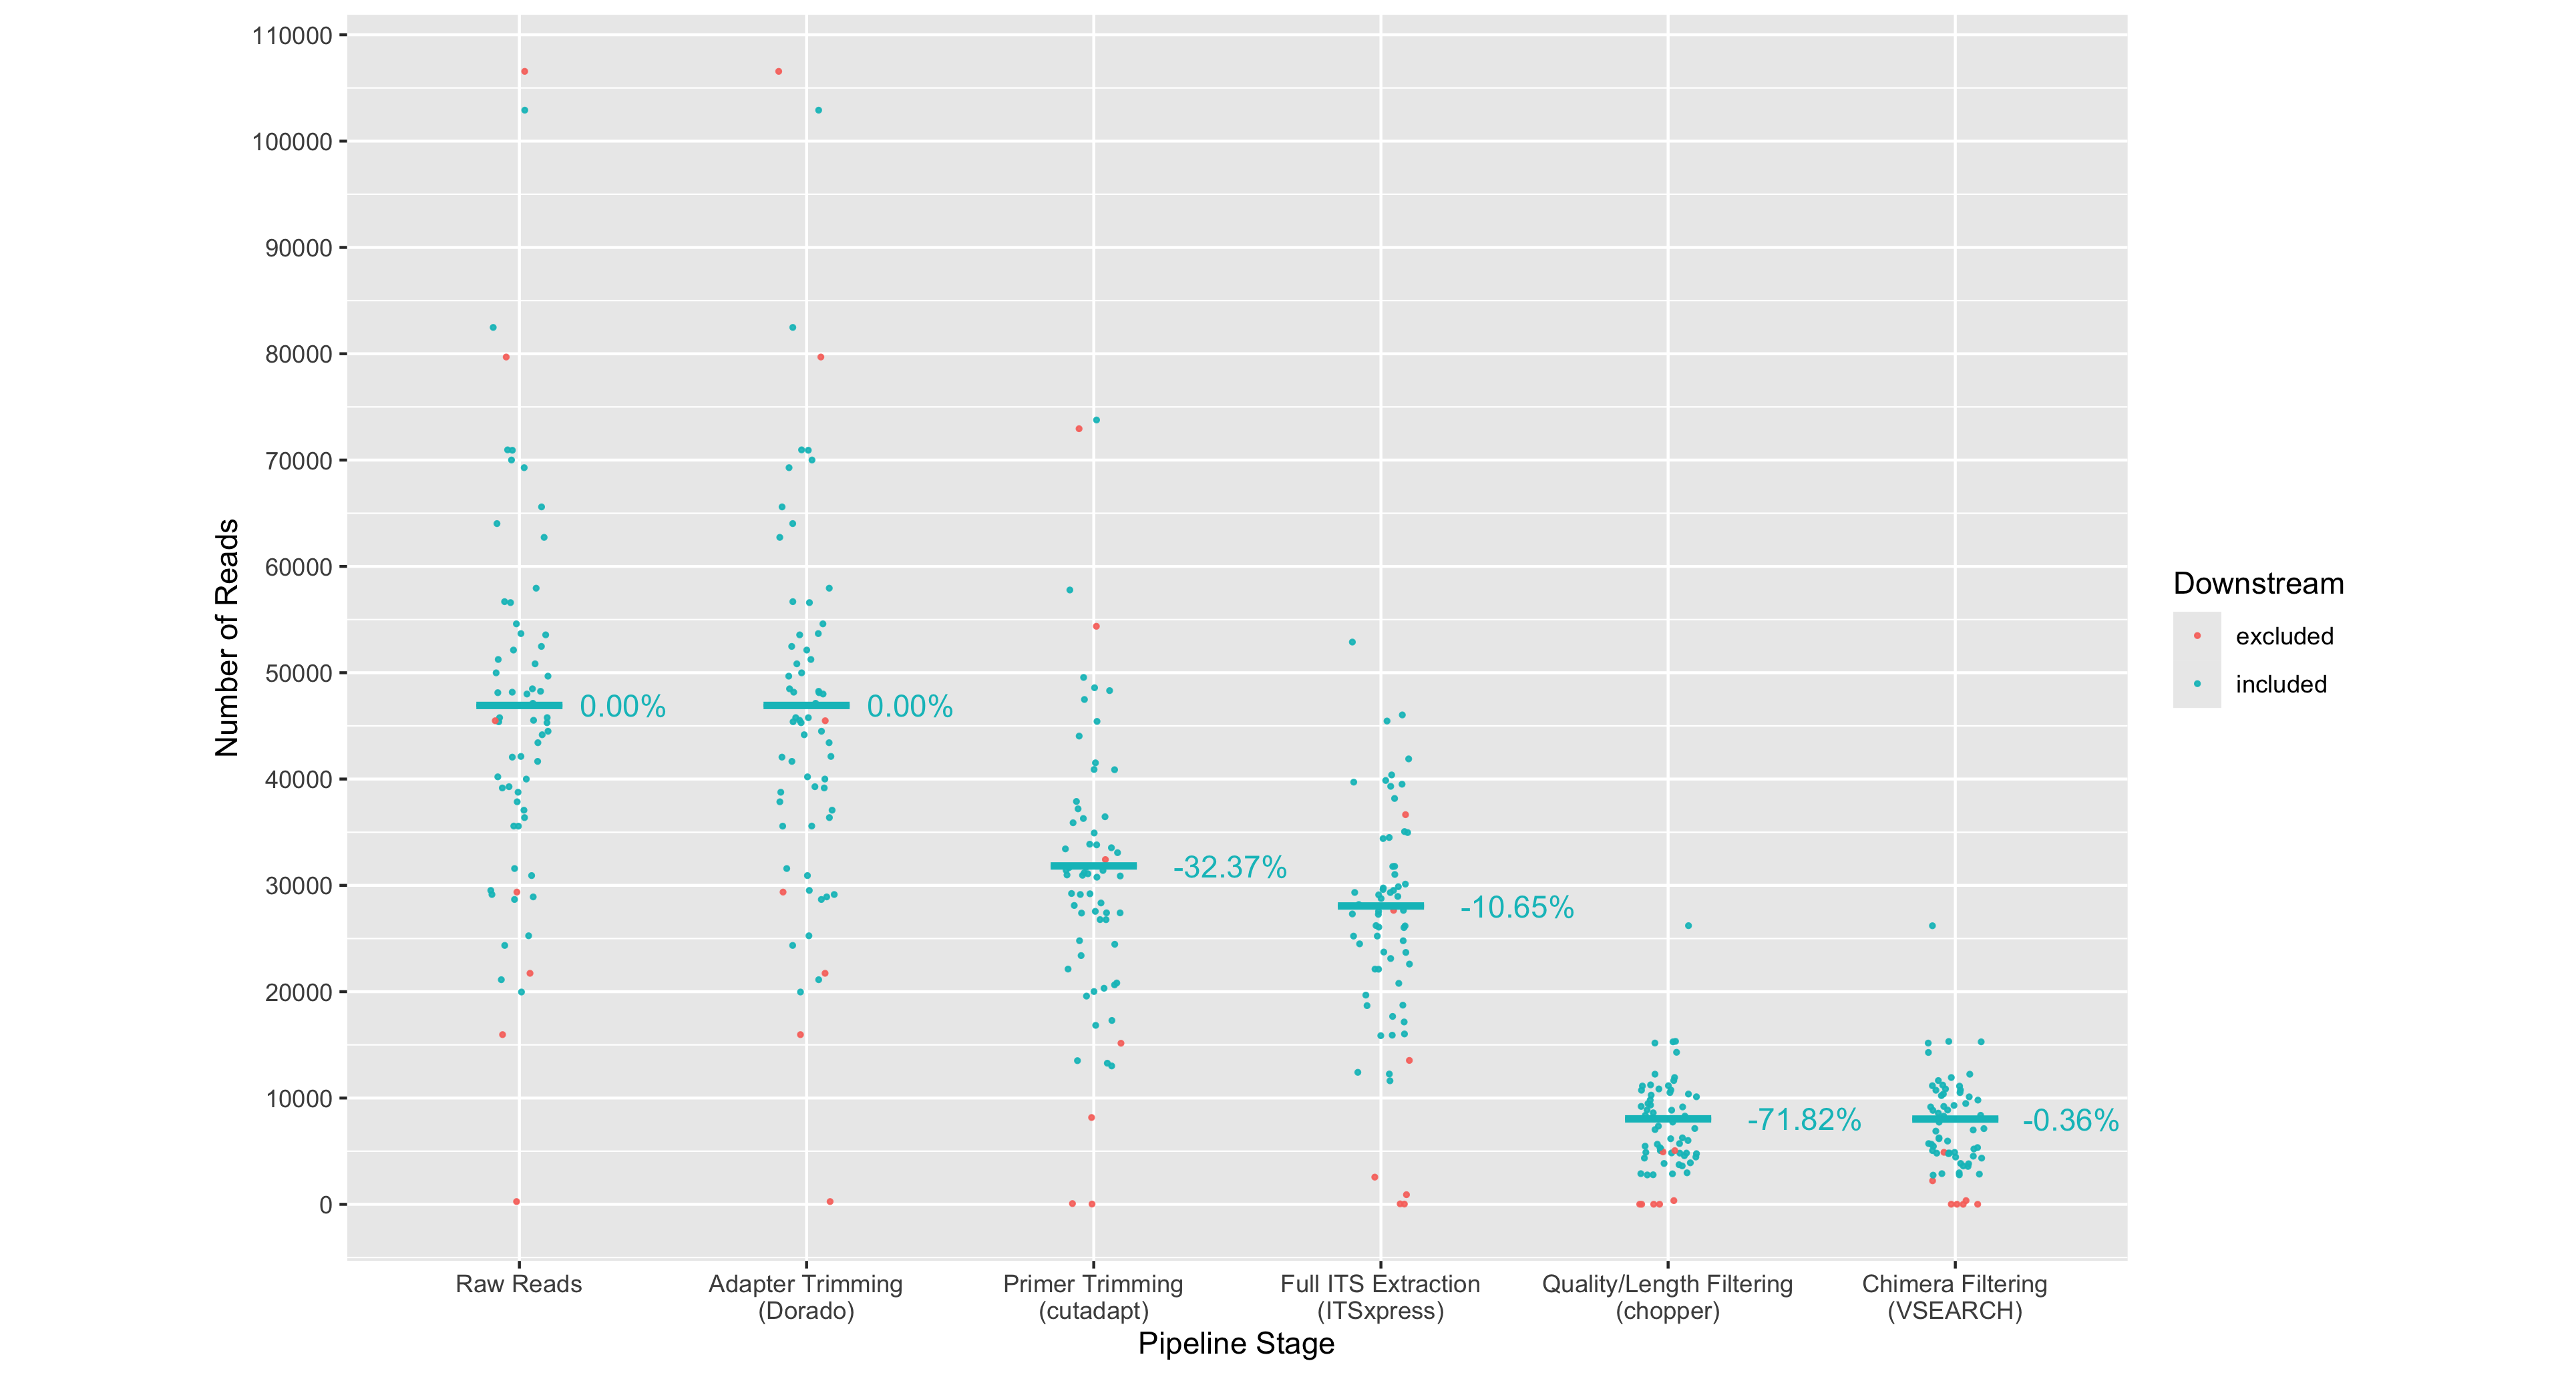 110000
100000
90000
80000
70000
60000
50000
40000
30000
20000
10000
0
Number of Reads
0.00%
0.00%
-32.37%
-10.65%
-71.82%
-0.36%
Raw Reads
Adapter Trimming
(Dorado)
Primer Trimming
(cutadapt)
Full ITS Extraction
(ITSxpress)
Quality/Length Filtering
(chopper)
Chimera Filtering
(VSEARCH)
Pipeline Stage
Downstream
excluded
included